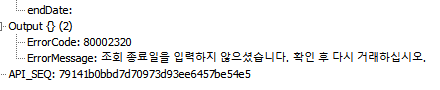 endDate:
Output {} (2)
ErrorCode: 80002320
ErrorMessage: 조회 종료일을 입력하지 않으셨습니다. 확인 후 다시 거래하십시오.
API_SEQ: 79141b0bbd7d70973d93ee6457be54e5